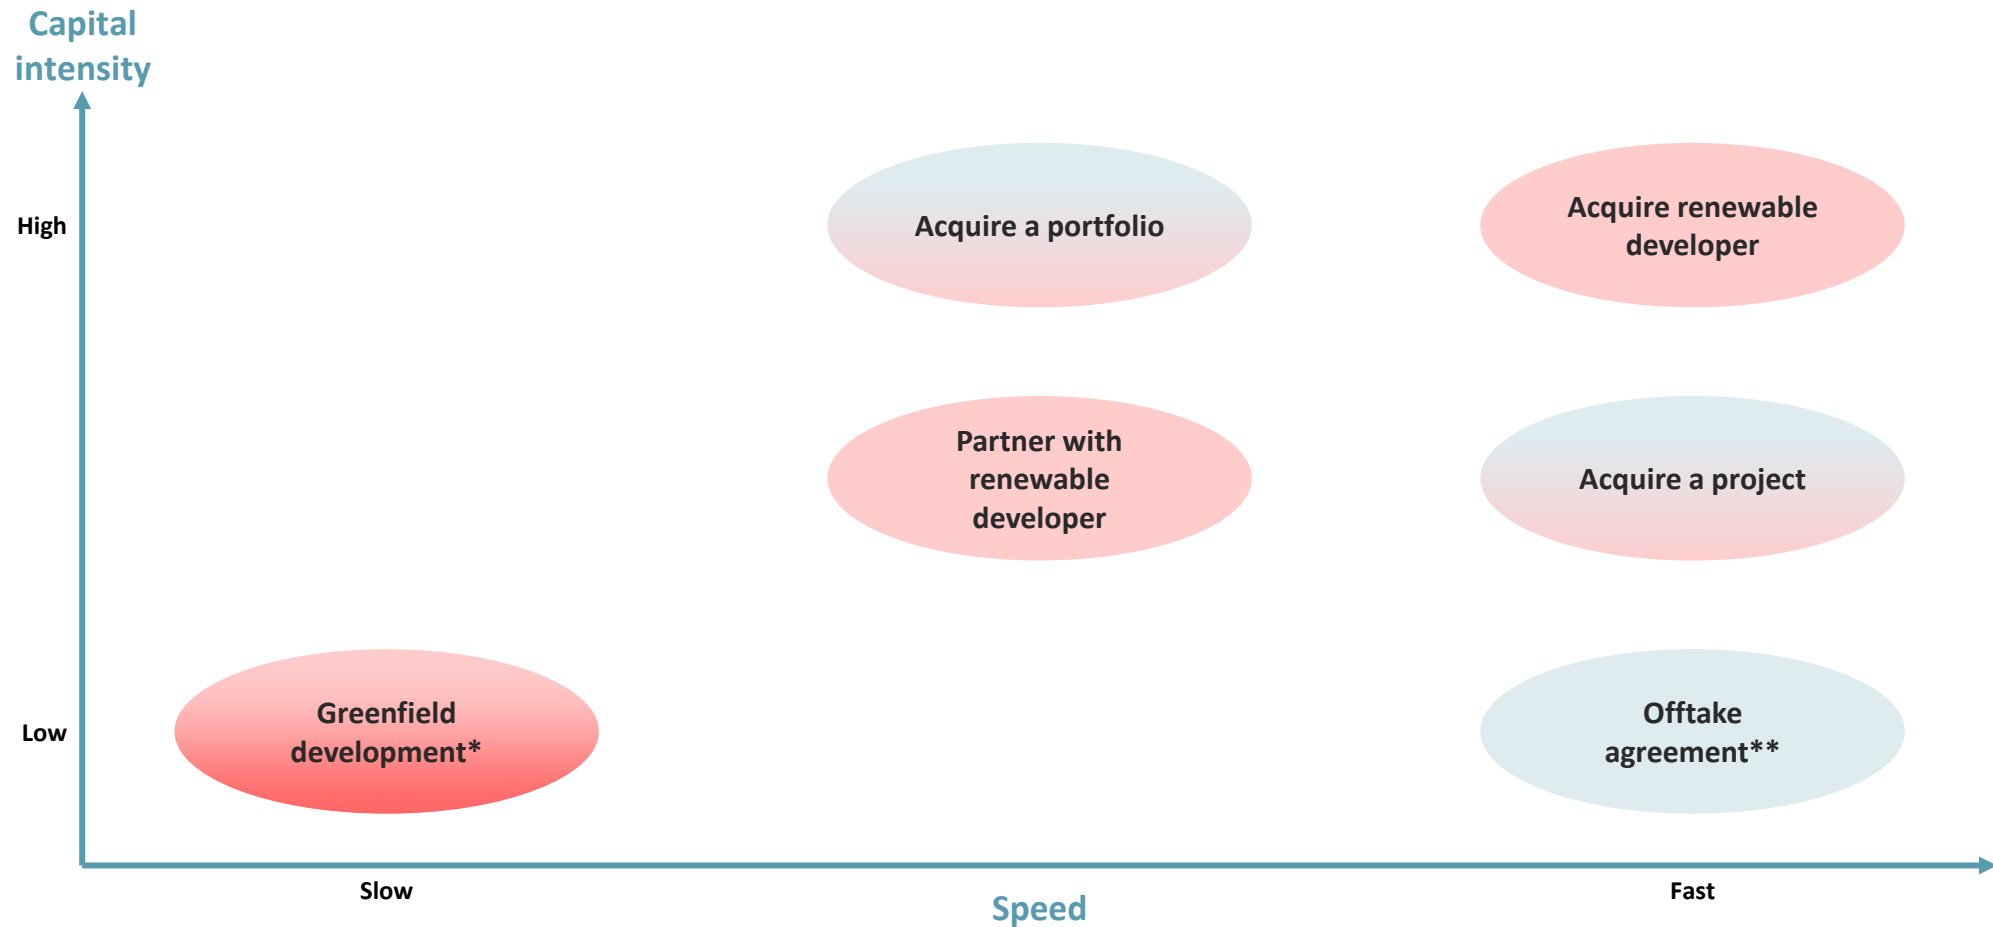 Capital
intensity
High
Acquire a portfolio
Acquire renewable
developer
Partner with
renewable
developer
Acquire a project
Low
Greenfield
development*
Offtake
agreement**
Slow
Speed
Fast